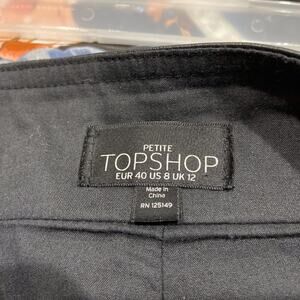 PETITE
TOPSHOP
EUR 40 US 8 UK 12
Made in
China
RN 125149